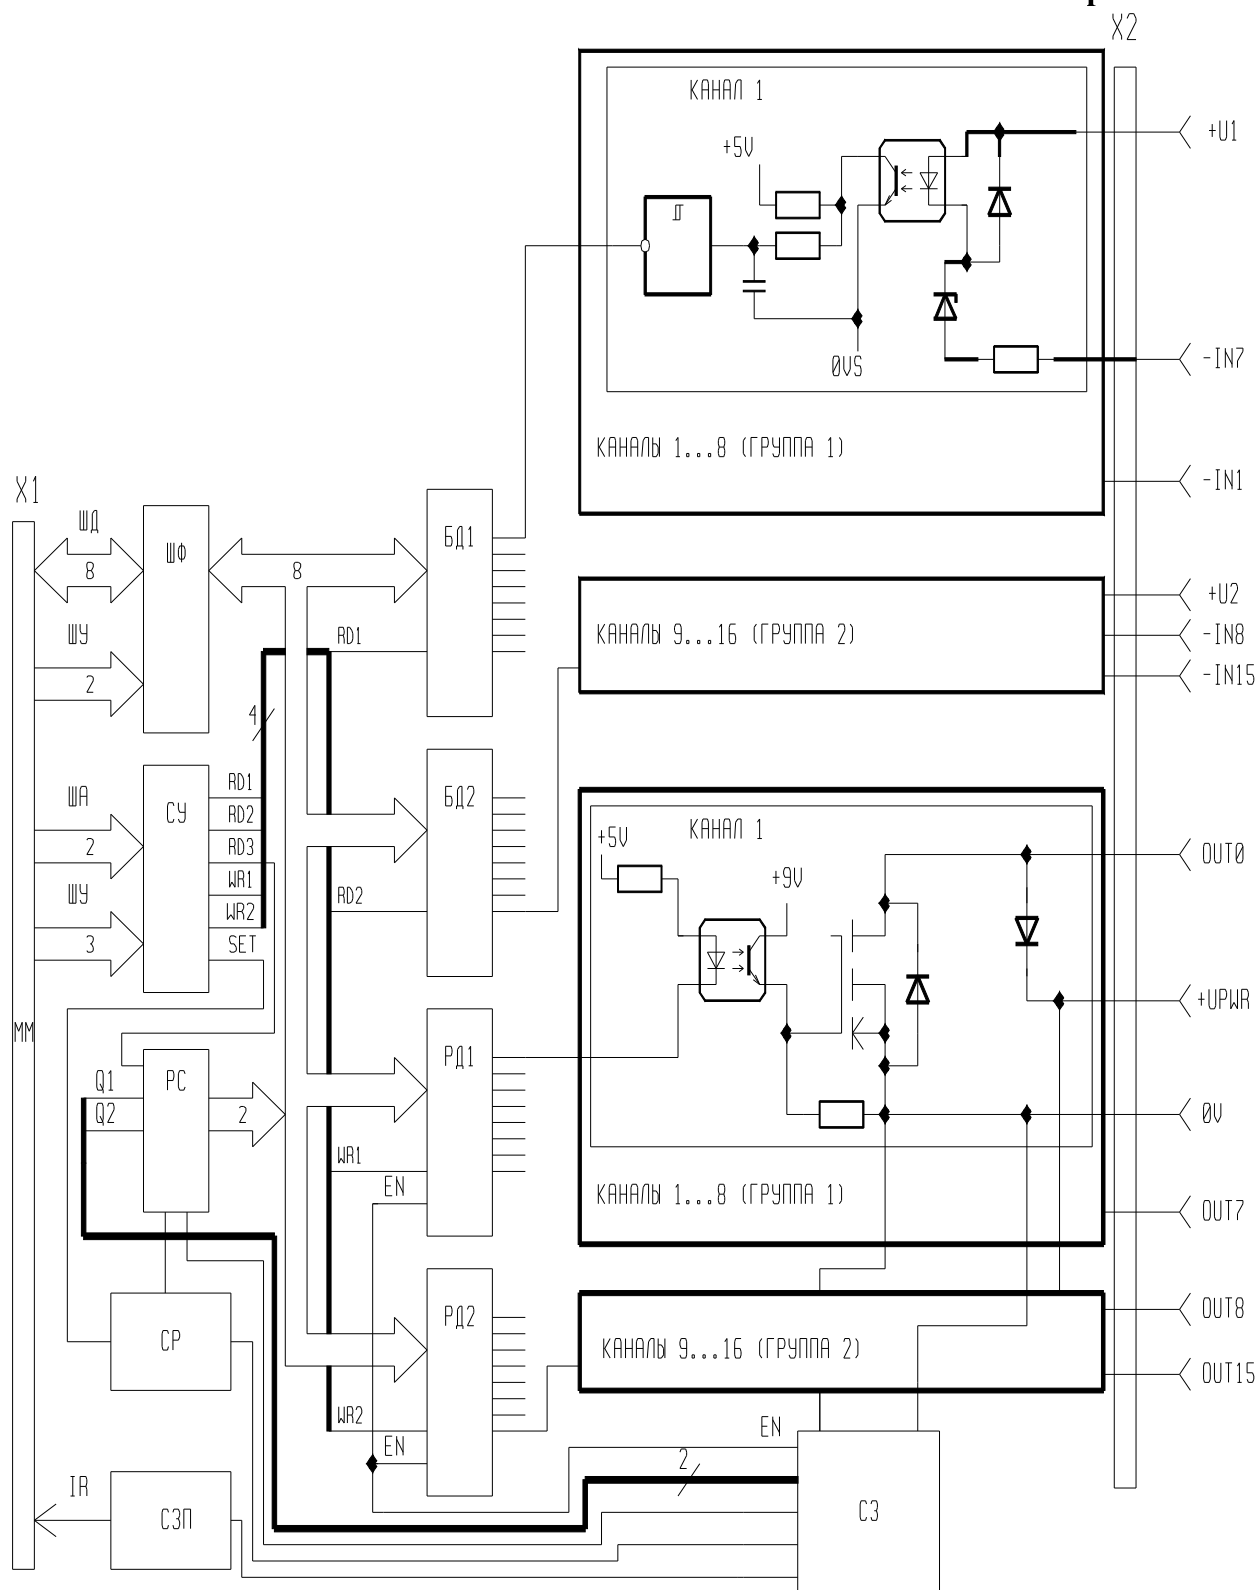 X2
КАНАЛ 1
+5V
+U1
0VS
-IN7
КАНАЛЫ 1...8 (ГРУППА 1)
-IN1
X1
ШД
8
ШФ
8
БД1
+U2
ШУ
2
RD1
КАНАЛЫ 9...16 (ГРУППА 2)
-IN8
-IN15
4
ША
2
СУ
RD1
RD2
RD3
WR1
WR2
SET
БД2
ШУ
3
RD2
КАНАЛ 1
+5V
+9V
OUT0
+UPWR
ММ
Q1
Q2
РС
2
РД1
0V
WR1
EN
КАНАЛЫ 1...8 (ГРУППА 1)
OUT7
СР
РД2
КАНАЛЫ 9...16 (ГРУППА 2)
OUT8
OUT15
WR2
EN
EN
2
IR
СЗП
СЗ